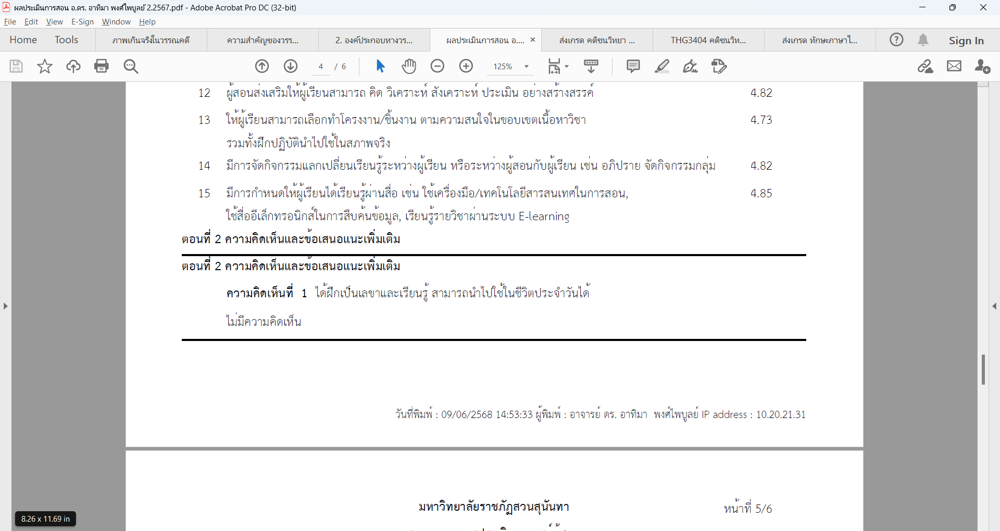 ผลประเมินการสอน อ.ดร. อาทิมา พงศ์ไพบูลย์ 2.2567.pdf - Adobe Acrobat Pro DC (32-bit)
File Edit View E-Sign Window Help
Home Tools ภาพเกินจริงในวรรณคดี ความสำคัญของวรร... 2. องค์ประกอบทางวร... ผลประเมินการสอน อ.... ส่งเกรด คติชนวิทยา ... THG3404 คติชนวิท... ส่งเกรด ทักษะภาษาไ... Sign In
4 / 6 125%
12 ผู้สอนส่งเสริมให้ผู้เรียนสามารถ คิด วิเคราะห์ สังเคราะห์ ประเมิน อย่างสร้างสรรค์ 4.82
13 ให้ผู้เรียนสามารถเลือกทำโครงงาน/ชิ้นงาน ตามความสนใจในขอบเขตเนื้อหาวิชา 4.73
รวมทั้งฝึกปฏิบัตินำไปใช้ในสภาพจริง
14 มีการจัดกิจกรรมแลกเปลี่ยนเรียนรู้ระหว่างผู้เรียน หรือระหว่างผู้สอนกับผู้เรียน เช่น อภิปราย จัดกิจกรรมกลุ่ม 4.82
15 มีการกำหนดให้ผู้เรียนได้เรียนรู้ผ่านสื่อ เช่น ใช้เครื่องมือ/เทคโนโลยีสารสนเทศในการสอน, 4.85
ใช้สื่ออีเล็กทรอนิกส์ในการสืบค้นข้อมูล, เรียนรู้รายวิชาผ่านระบบ E-learning
ตอนที่ 2 ความคิดเห็นและข้อเสนอแนะเพิ่มเติม
ตอนที่ 2 ความคิดเห็นและข้อเสนอแนะเพิ่มเติม
ความคิดเห็นที่ 1 ได้ฝึกเป็นเลขาและเรียนรู้ สามารถนำไปใช้ในชีวิตประจำวันได้
ไม่มีความคิดเห็น
วันที่พิมพ์ : 09/06/2568 14:53:33 ผู้พิมพ์ : อาจารย์ ดร. อาทิมา พงศ์ไพบูลย์ IP address : 10.20.21.31
มหาวิทยาลัยราชภัฏสวนสุนันทา หน้าที่ 5/6
8.26 x 11.69 in